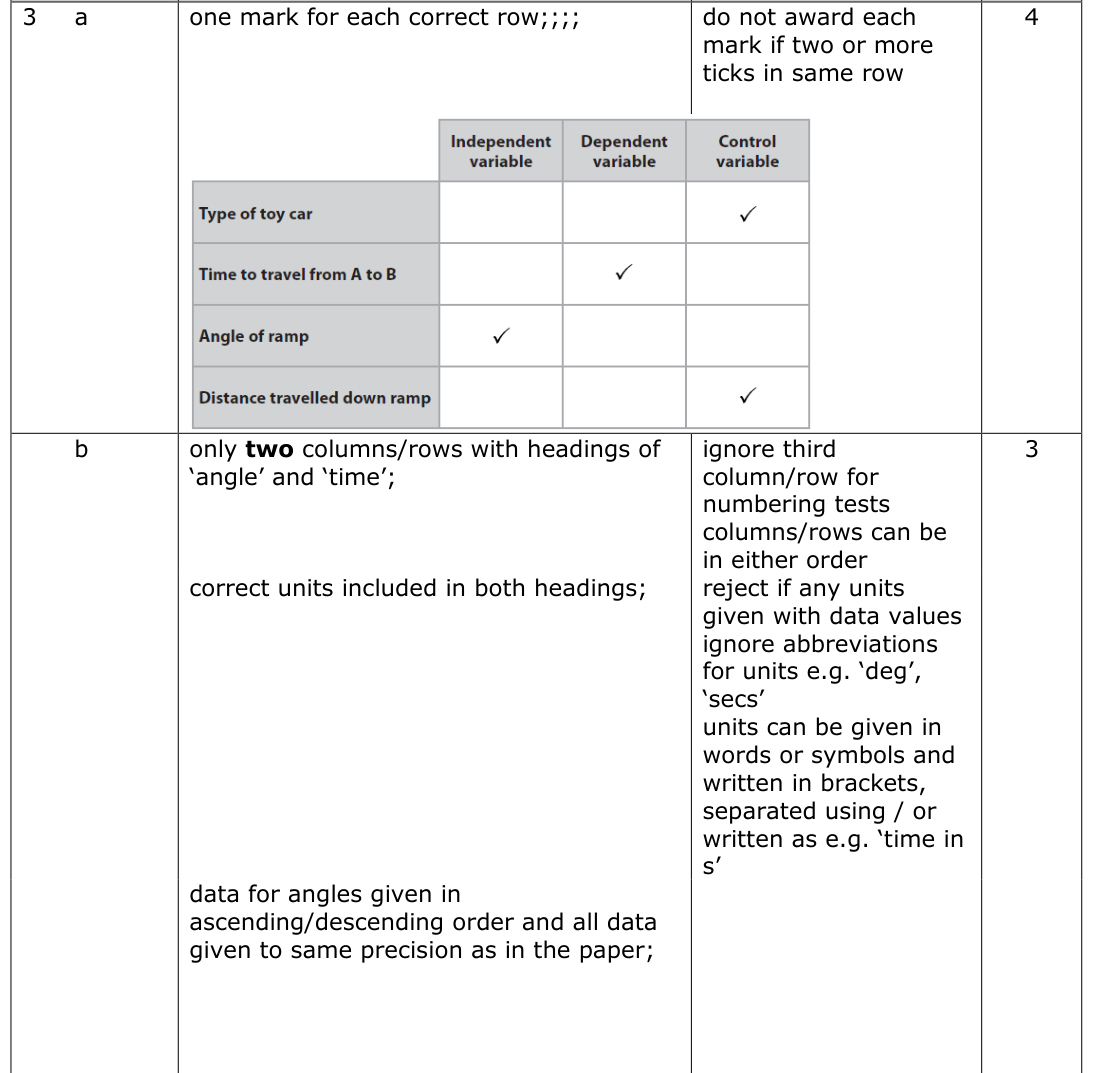 3 a one mark for each correct row;;;; do not award each 4
mark if two or more
ticks in same row
Independent variable Dependent variable Control variable
Type of toy car ✓
Time to travel from A to B ✓
Angle of ramp ✓
Distance travelled down ramp ✓
b only two columns/rows with headings of ignore third 3
‘angle’ and ‘time’; column/row for
numbering tests
columns/rows can be
in either order
correct units included in both headings; reject if any units
given with data values
ignore abbreviations
for units e.g. ‘deg’,
‘secs’
units can be given in
words or symbols and
written in brackets,
separated using / or
written as e.g. ‘time in
s’
data for angles given in
ascending/descending order and all data
given to same precision as in the paper;